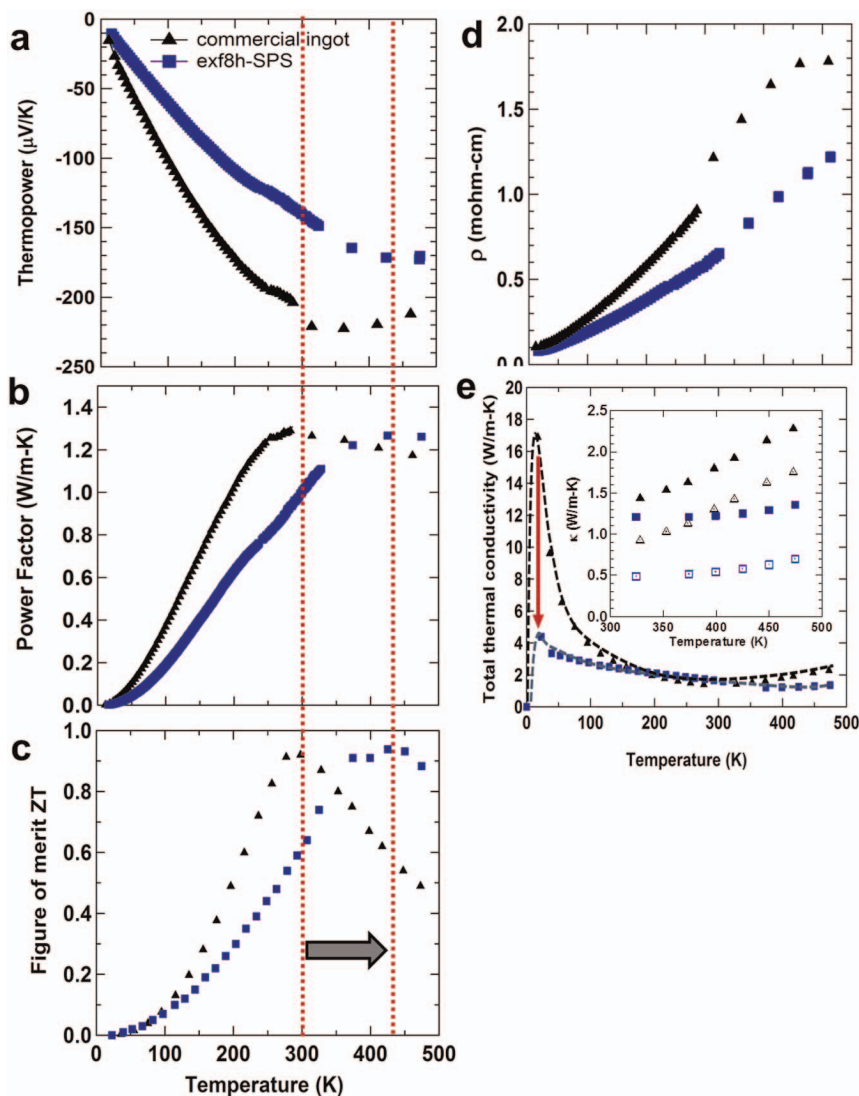 a
commercial ingot
exf8h-SPS
0
-50
-100
-150
-200
-250
Thermopower (μV/K)
b
1.4
1.2
1.0
0.8
0.6
0.4
0.2
0.0
Power Factor (W/m-K)
c
1.0
0.8
0.6
0.4
0.2
0.0
Figure of merit ZT
0 100 200 300 400 500
Temperature (K)
d
2.0
1.5
1.0
0.5
0.0
ρ (mohm-cm)
e
20
18
16
14
12
10
8
6
4
2
0
Total thermal conductivity (W/m-K)
2.5
2.0
1.5
1.0
0.5
0.0
κ (W/m-K)
300 350 400 450 500
Temperature (K)
0 100 200 300 400 500
Temperature (K)